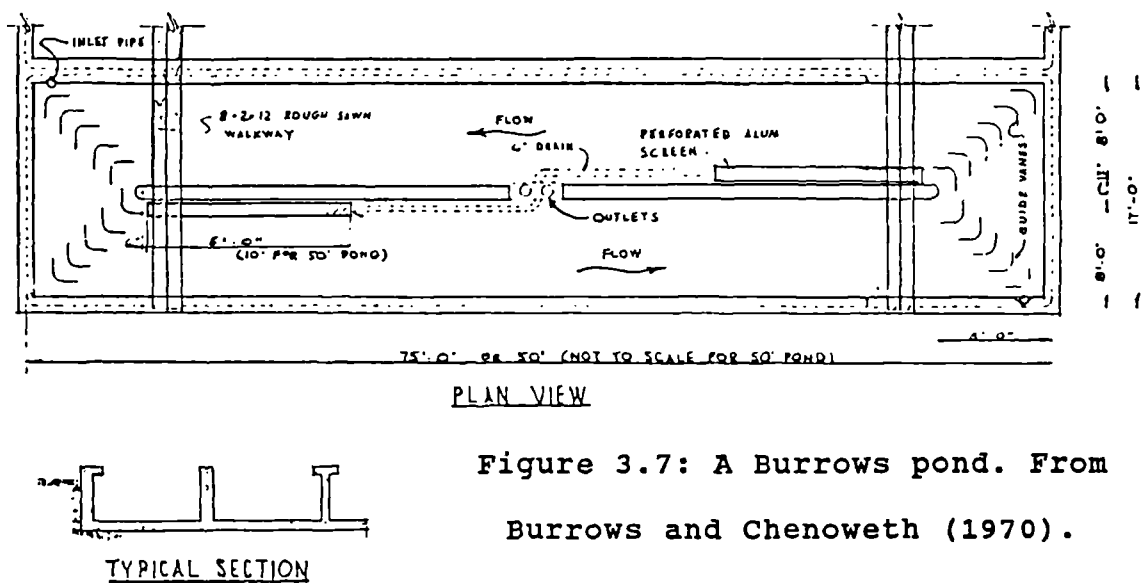 INLET PIPE
8-2x12 ROUGH SAWN
WALKWAY
FLOW
6" DRAIN
PERFORATED ALUM
SCREEN
OUTLETS
GUIDE VANES
8'-0"
17'-0"
8'-0"
(10' FOR 50' POND)
FLOW
75'-0" OR 50' (NOT TO SCALE FOR 50' POND)
PLAN VIEW
Figure 3.7: A Burrows pond. From
Burrows and Chenoweth (1970).
TYPICAL SECTION